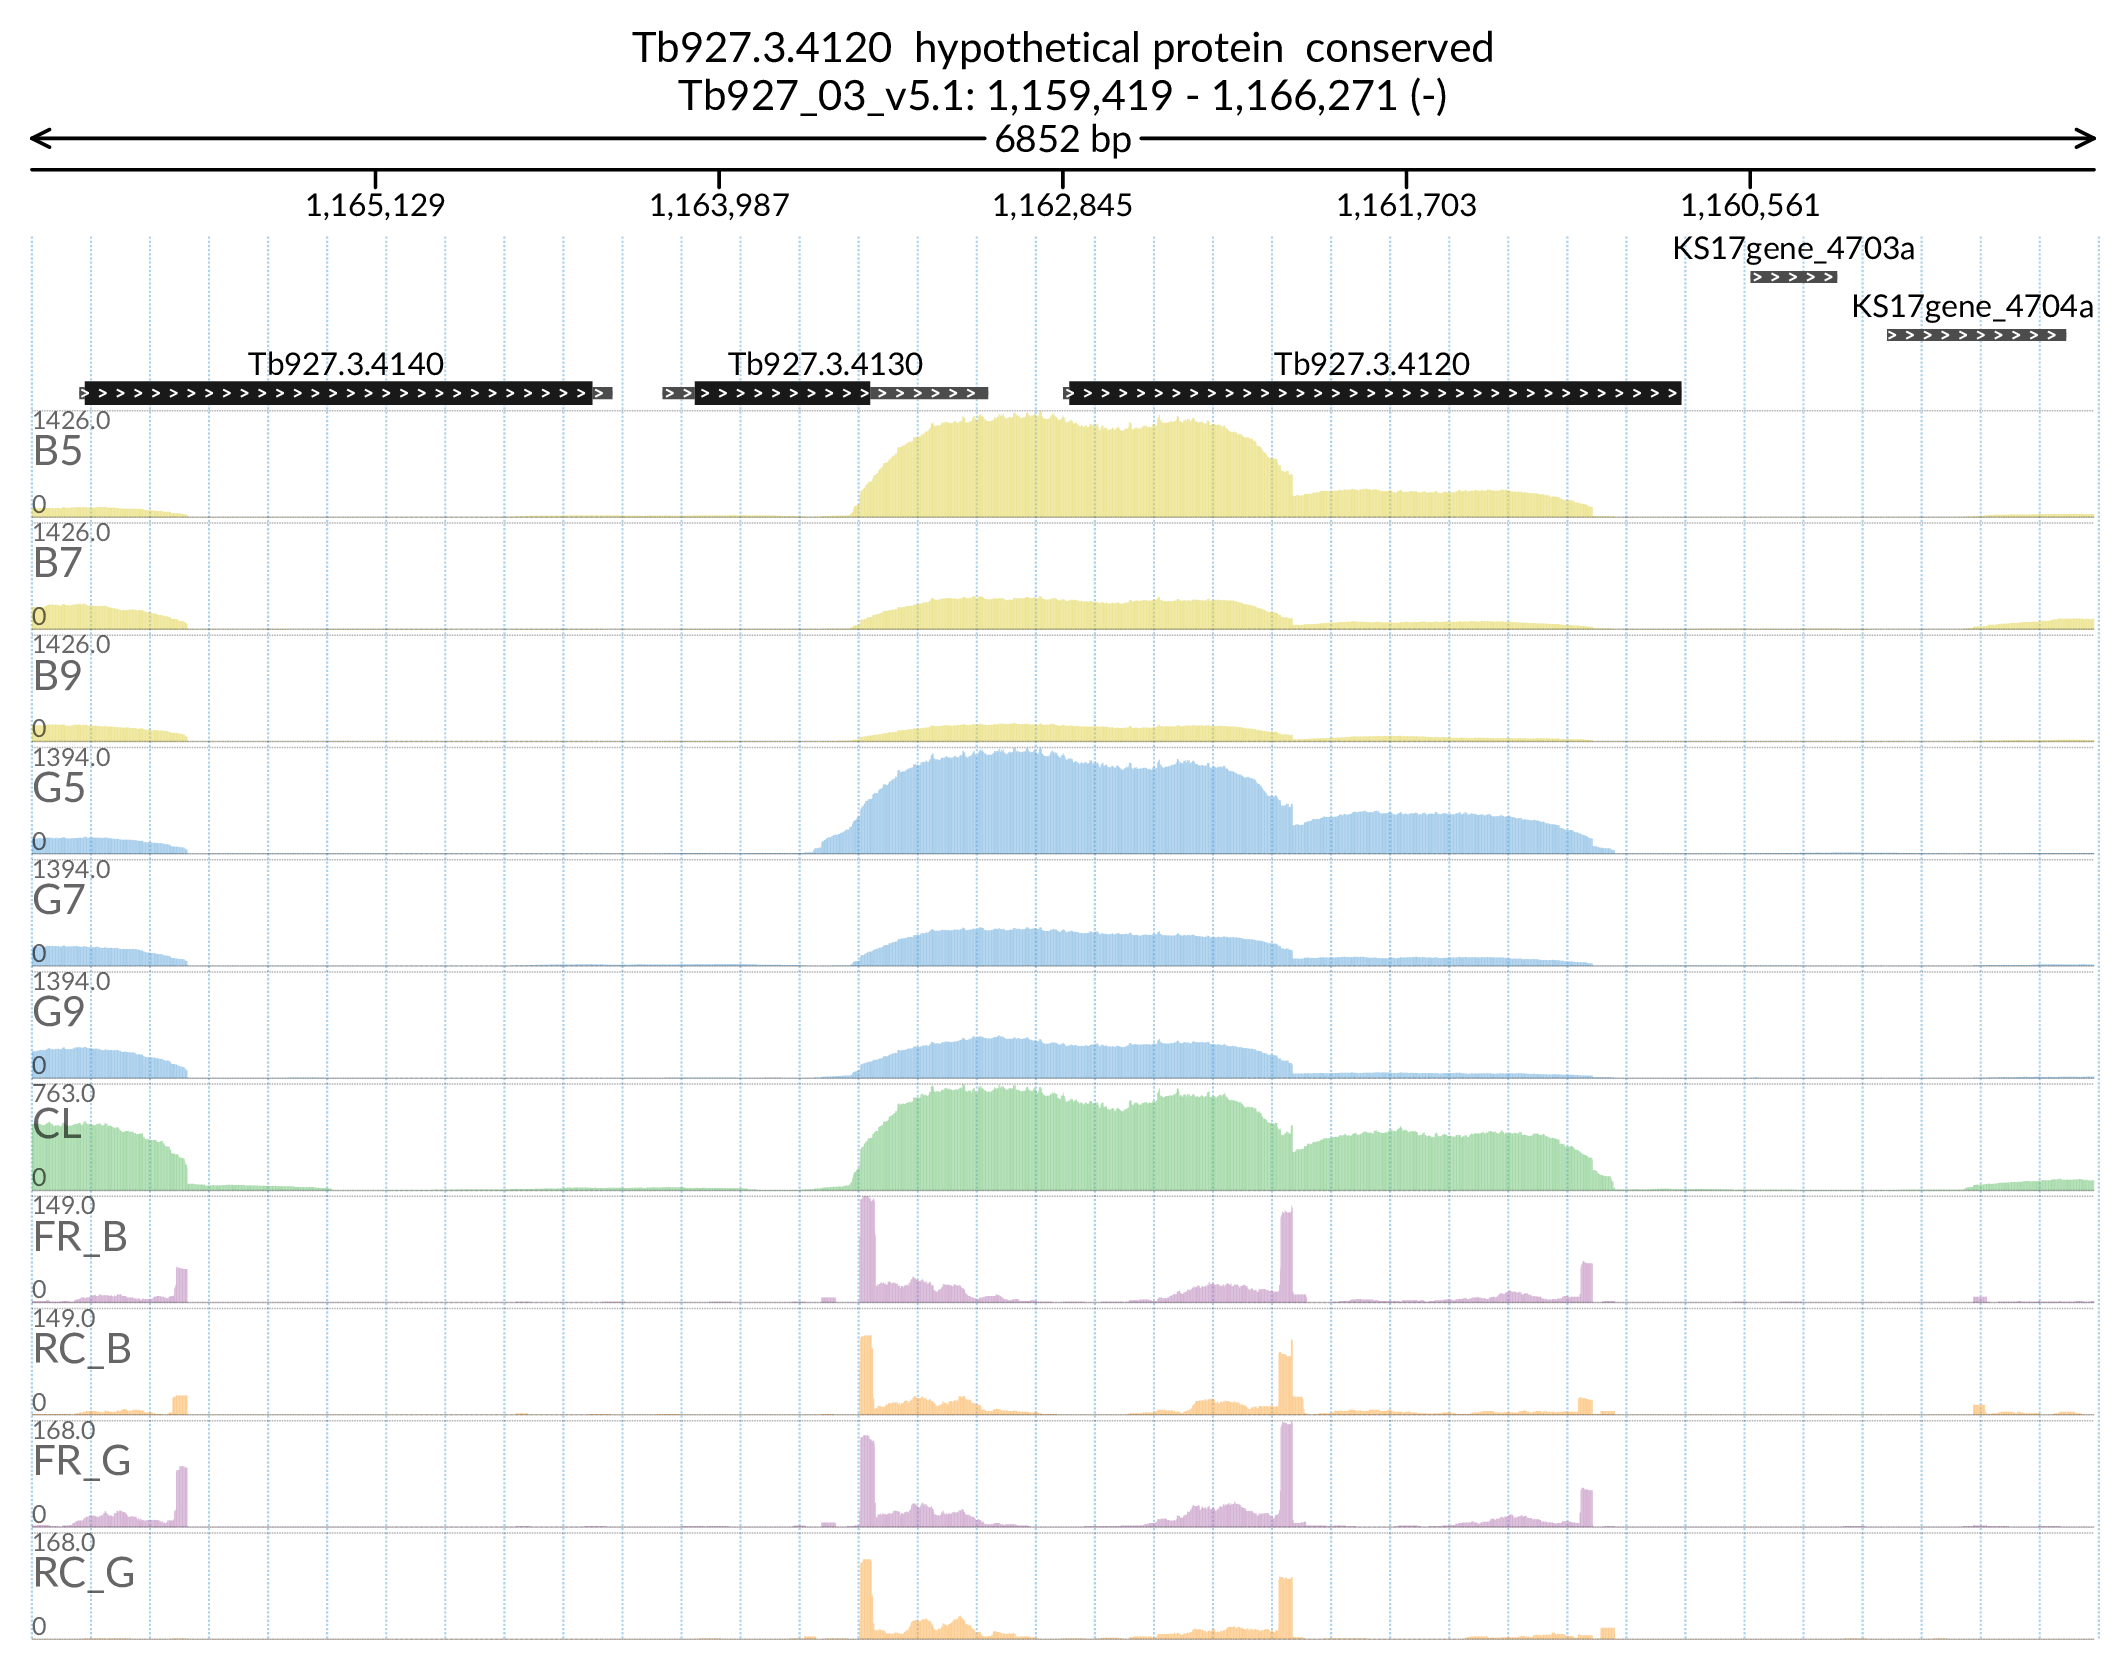 Tb927.3.4120 hypothetical protein conserved
Tb927_03_v5.1: 1,159,419 - 1,166,271 (-)
6852 bp
1,165,129 1,163,987 1,162,845 1,161,703 1,160,561
KS17gene_4703a
KS17gene_4704a
Tb927.3.4140 Tb927.3.4130 Tb927.3.4120
1426.0
B5
0
1426.0
B7
0
1426.0
B9
0
1394.0
G5
0
1394.0
G7
0
1394.0
G9
0
763.0
CL
0
149.0
FR_B
0
149.0
RC_B
0
168.0
FR_G
0
168.0
RC_G
0